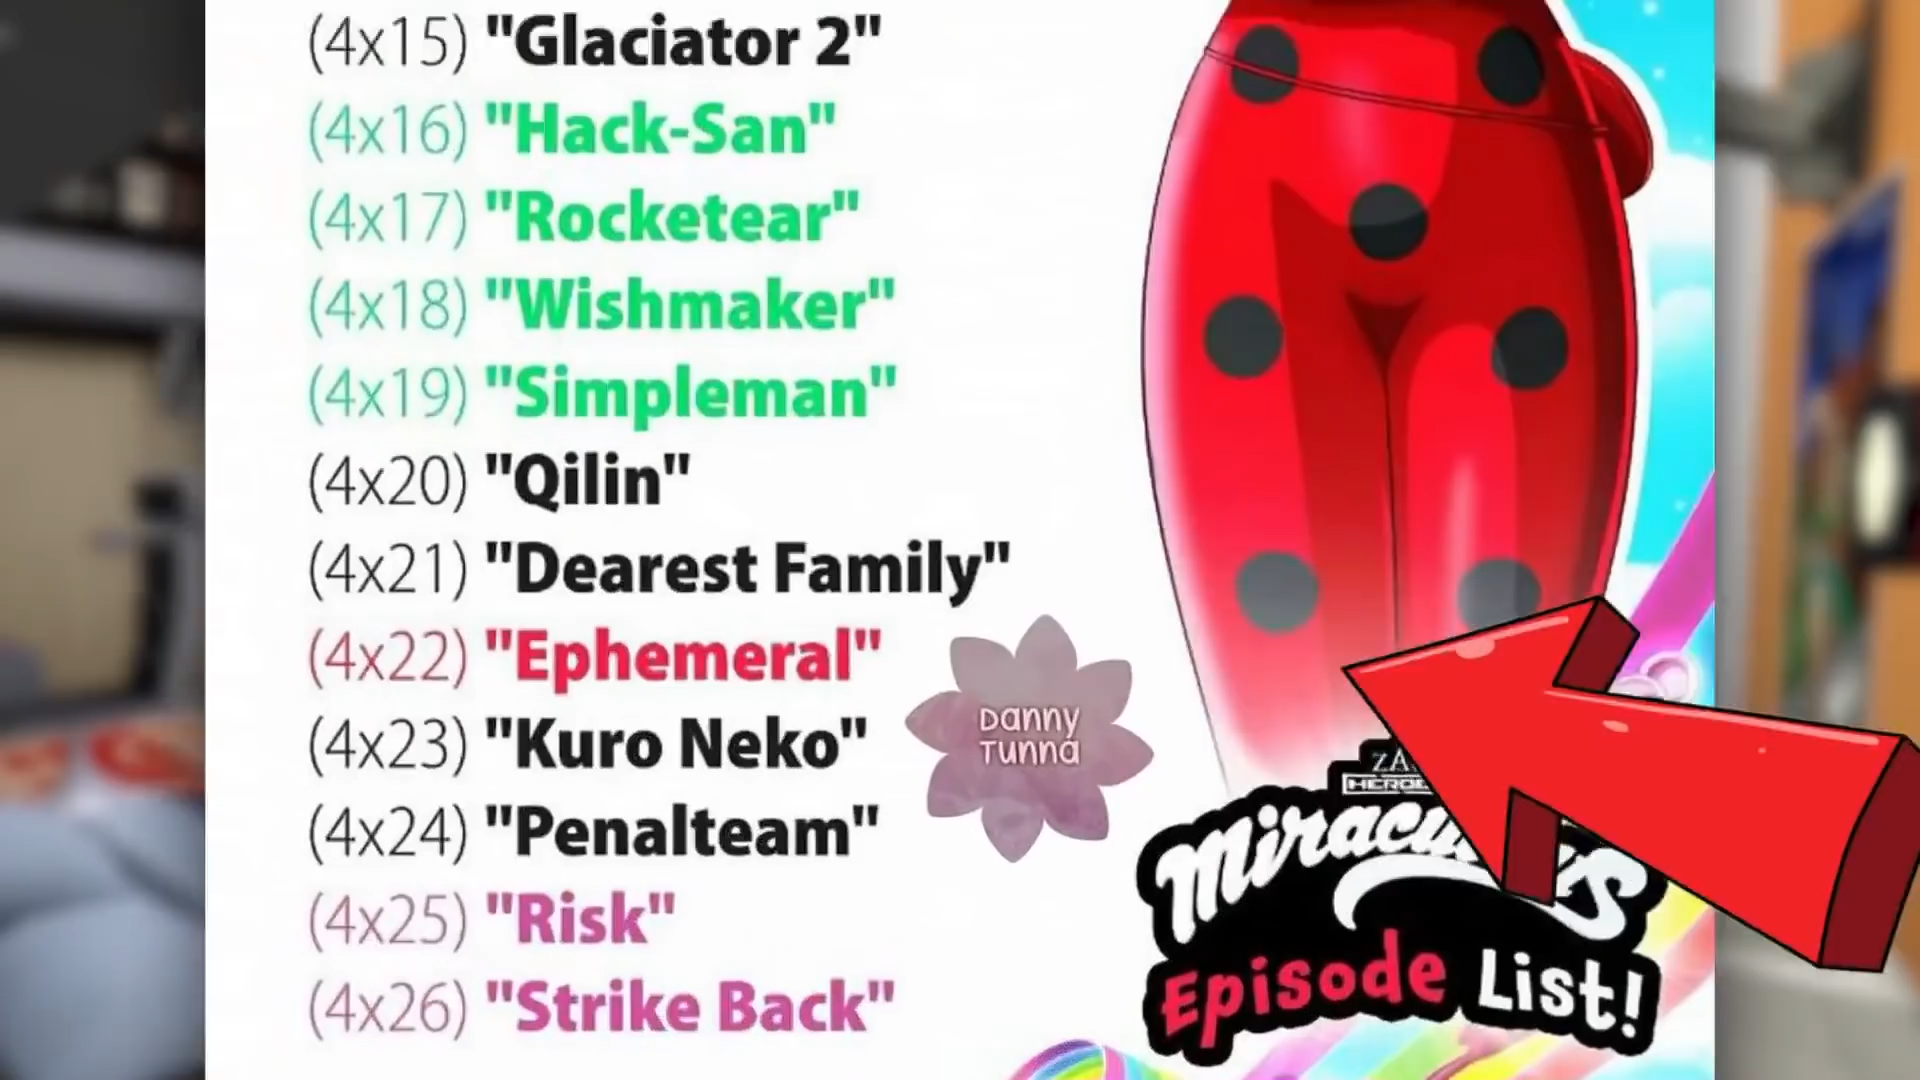 (4x15) "Glaciator 2"
(4x16) "Hack-San"
(4x17) "Rocketear"
(4x18) "Wishmaker"
(4x19) "Simpleman"
(4x20) "Qilin"
(4x21) "Dearest Family"
(4x22) "Ephemeral"
(4x23) "Kuro Neko"
(4x24) "Penalteam"
(4x25) "Risk"
(4x26) "Strike Back"
Danny
Tunna
Episode List!